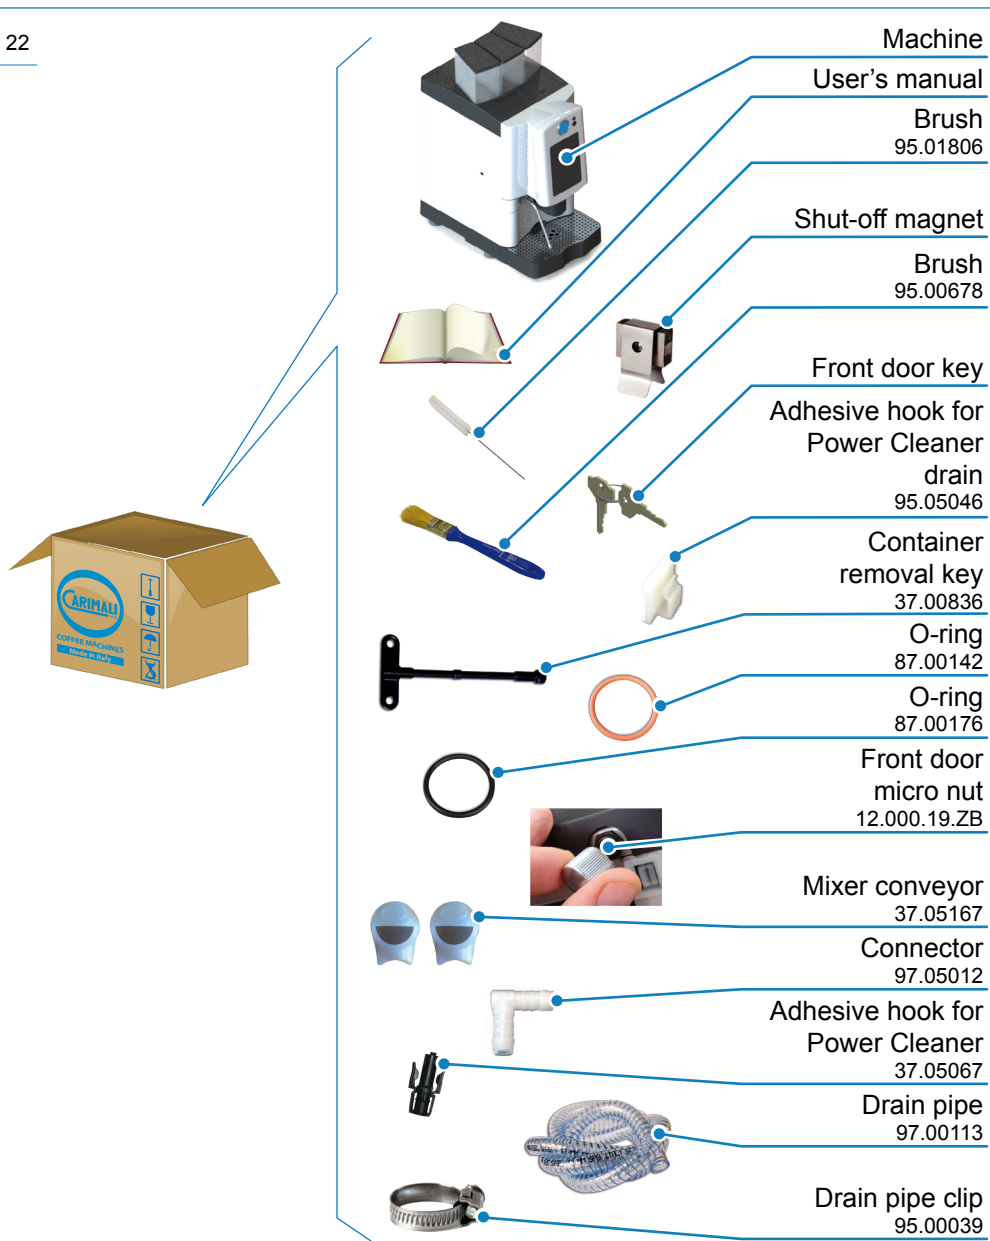 22
Machine
User's manual
Brush
95.01806
Shut-off magnet
Brush
95.00678
Front door key
Adhesive hook for
Power Cleaner
drain
95.05046
Container
removal key
37.00836
O-ring
87.00142
O-ring
87.00176
Front door
micro nut
12.000.19.ZB
Mixer conveyor
37.05167
Connector
97.05012
Adhesive hook for
Power Cleaner
37.05067
Drain pipe
97.00113
Drain pipe clip
95.00039
CARIMALI
COFFEE MACHINES
Made in Italy